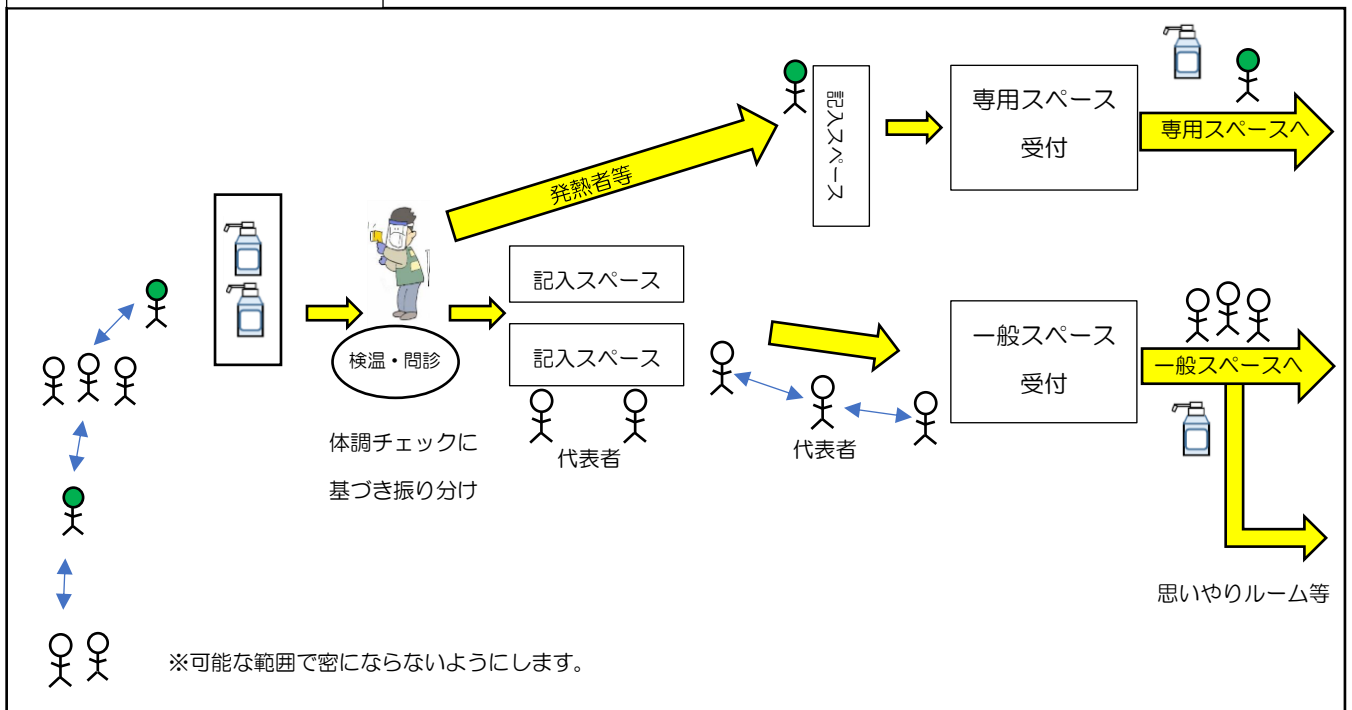 記入スペース
専用スペース
受付
専用スペースへ
発熱者等
記入スペース
検温・問診
記入スペース
体調チェックに
基づき振り分け
代表者
代表者
一般スペース
受付
一般スペースへ
思いやりルーム等
※可能な範囲で密にならないようにします。